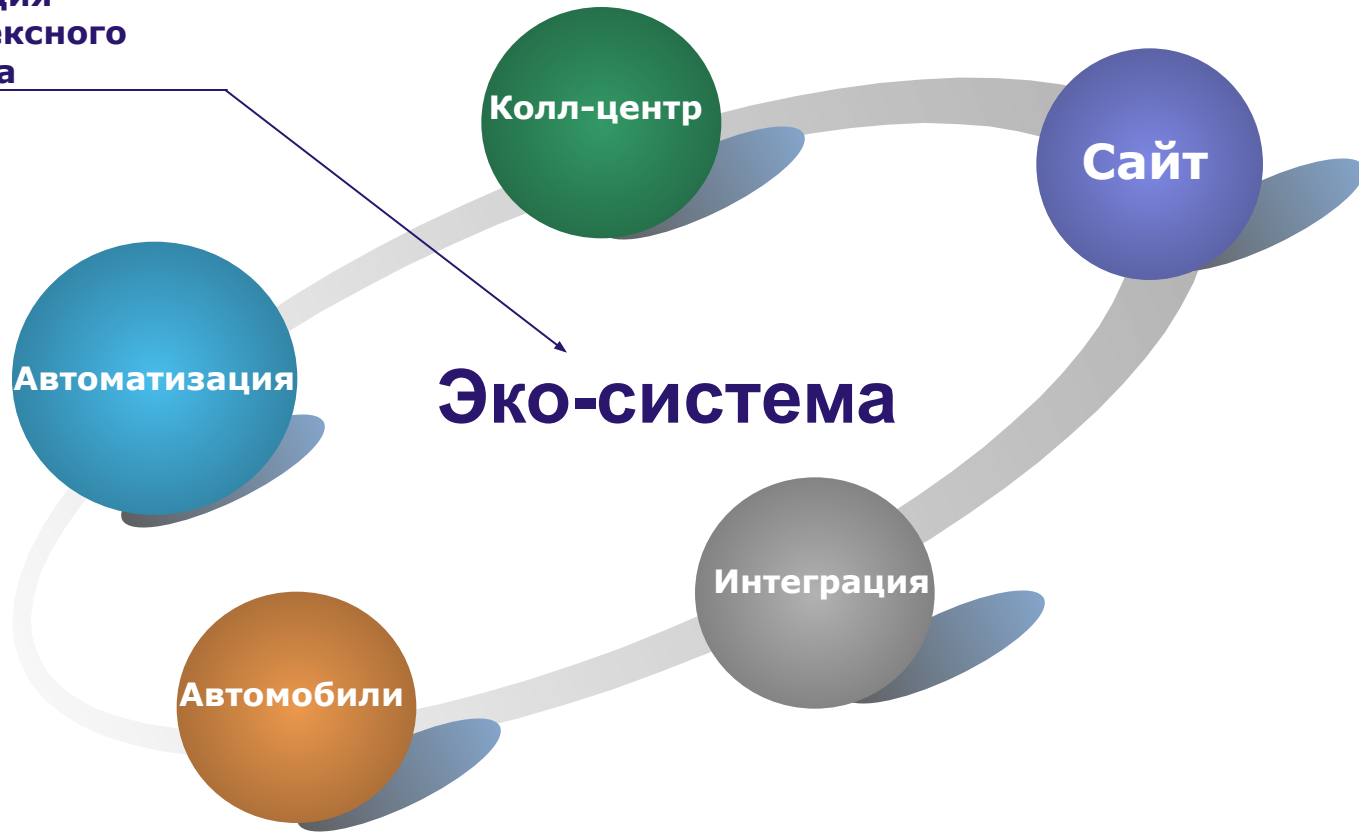 Колл-центр
Сайт
Автоматизация
Эко-система
Интеграция
Автомобили